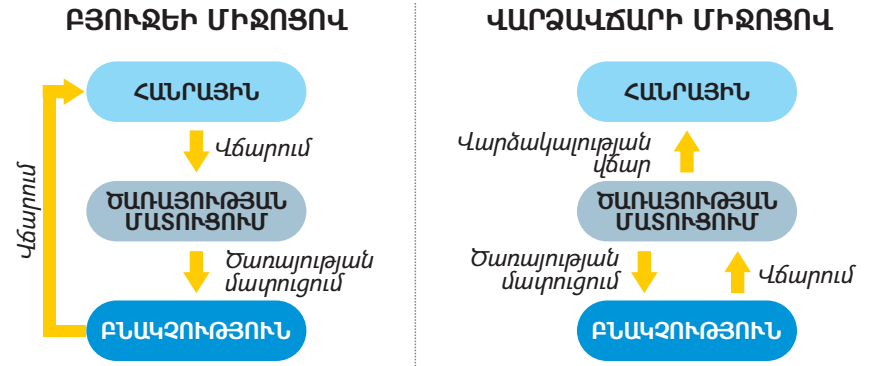 ԲՅՈՒՋԵԻ ՄԻՋՈՑՈՎ
ՀԱՆՐԱՅԻՆ
Վճարում
Վճարում
ԾԱՌԱՅՈՒԹՅԱՆ
ՄԱՏՈՒՑՈՒՄ
Ծառայության
մատուցում
ԲՆԱԿՉՈՒԹՅՈՒՆ
ՎԱՐՁԱՎՃԱՐԻ ՄԻՋՈՑՈՎ
ՀԱՆՐԱՅԻՆ
Վարձակալության
վճար
ԾԱՌԱՅՈՒԹՅԱՆ
ՄԱՏՈՒՑՈՒՄ
Ծառայության
մատուցում
Վճարում
ԲՆԱԿՉՈՒԹՅՈՒՆ